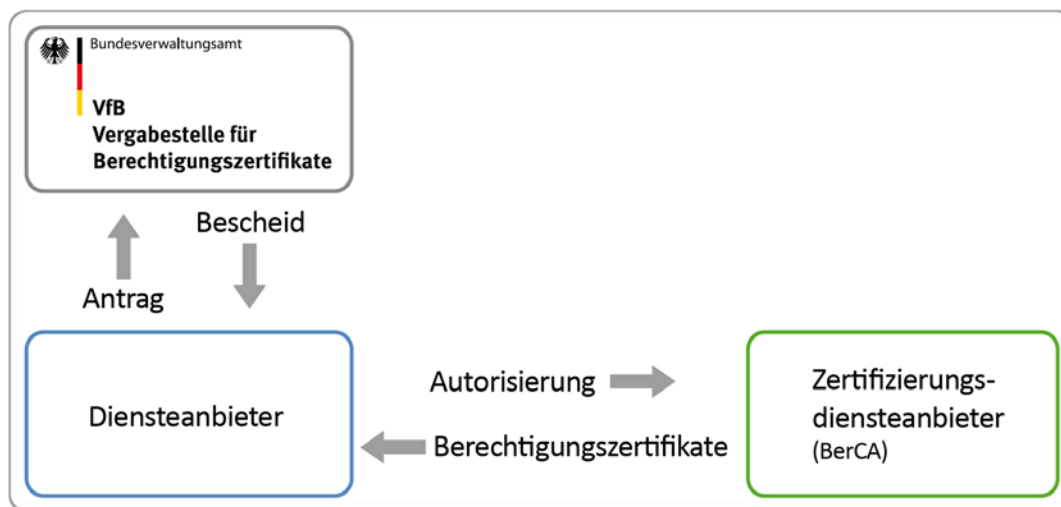 Bundesverwaltungsamt
VfB
Vergabestelle für
Berechtigungszertifikate
Bescheid
Antrag
Diensteanbieter
Autorisierung
Berechtigungszertifikate
Zertifizierungs-
diensteanbieter
(BerCA)